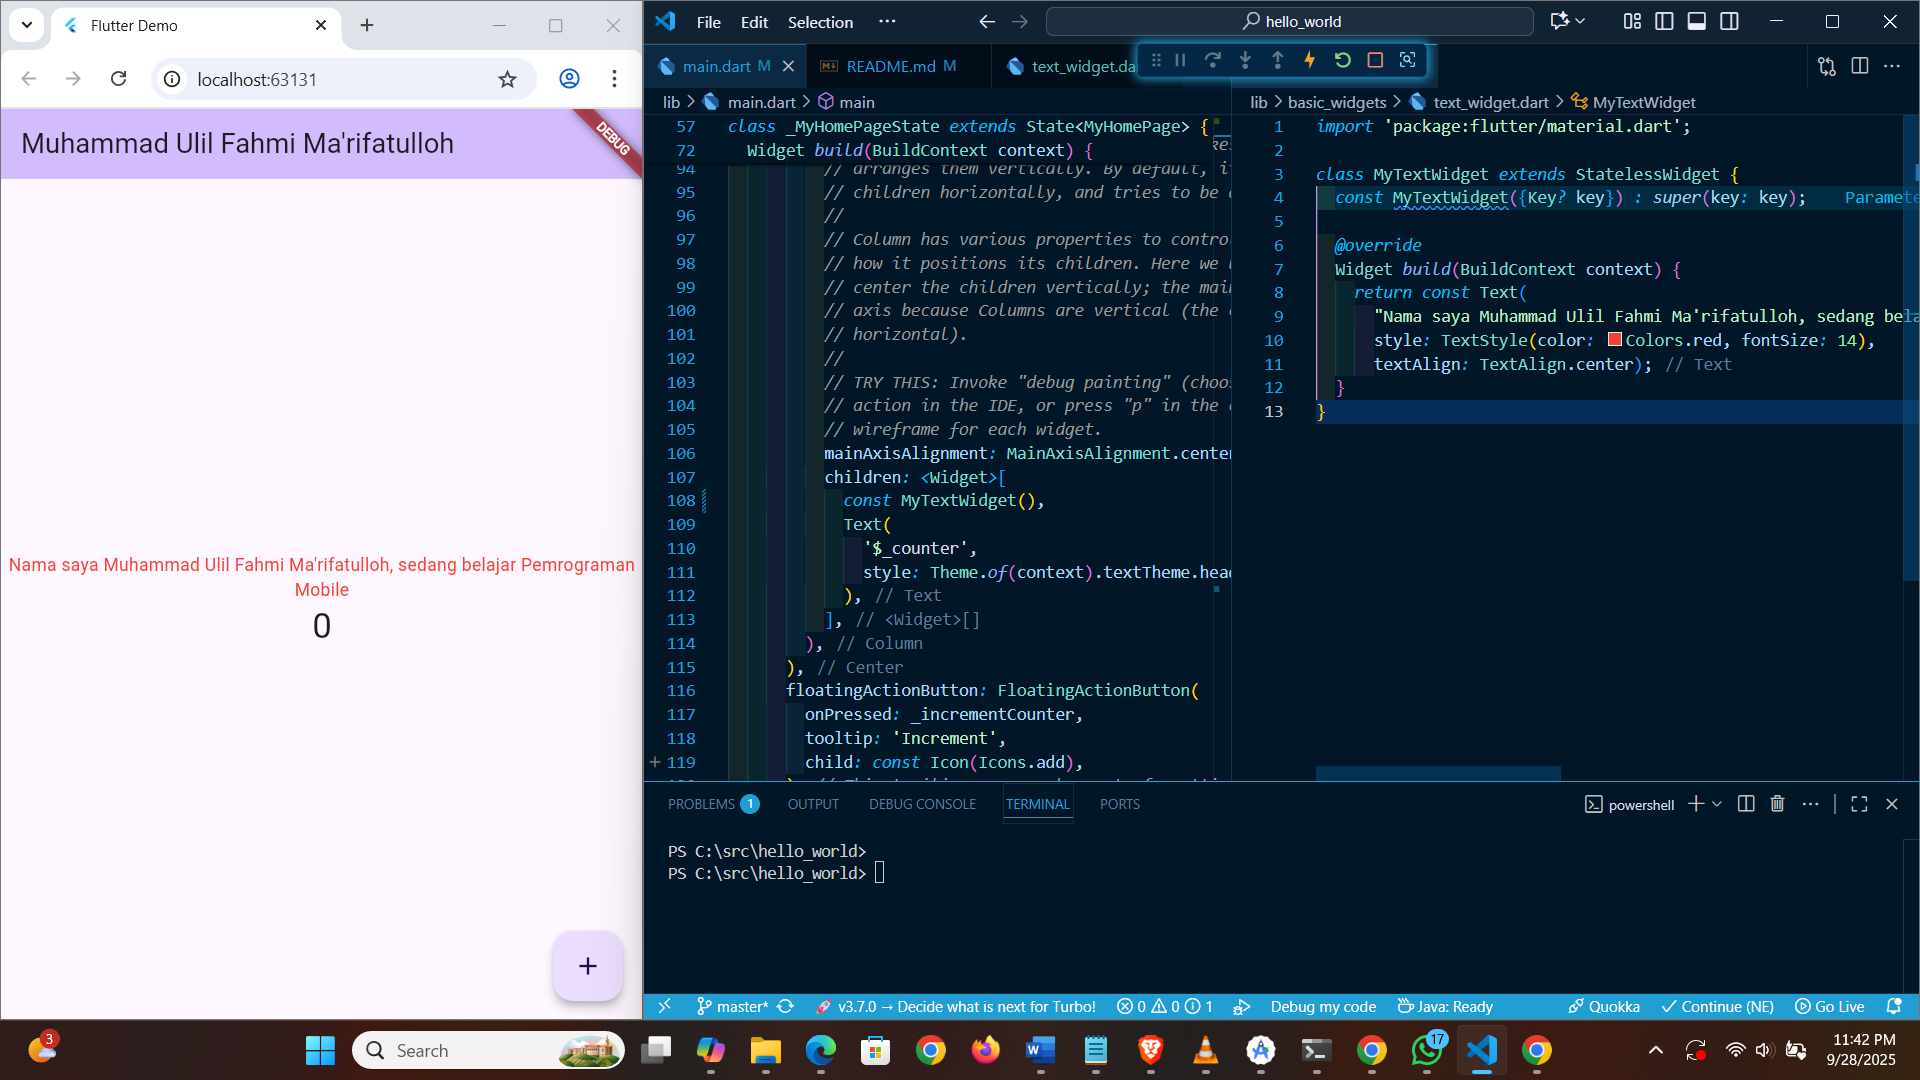 Flutter Demo
localhost:63131
Muhammad Ulil Fahmi Ma'rifatulloh
DEBUG
Nama saya Muhammad Ulil Fahmi Ma'rifatulloh, sedang belajar Pemrograman
Mobile
0
File Edit Selection ···
hello_world
main.dart M
README.md M
text_widget.da
lib > main.dart > main
57 class _MyHomePageState extends State<MyHomePage> {
72 Widget build(BuildContext context) {
94 // arranges them vertically. By default, i
95 // children horizontally, and tries to be
96 //
97 // Column has various properties to contro
98 // how it positions its children. Here we
99 // center the children vertically; the mai
100 // axis because Columns are vertical (the
101 // horizontal).
102 //
103 // TRY THIS: Invoke "debug painting" (choo
104 // action in the IDE, or press "p" in the
105 // wireframe for each widget.
106 mainAxisAlignment: MainAxisAlignment.center
107 children: <Widget>[
108 const MyTextWidget(),
109 Text(
110 '$_counter',
111 style: Theme.of(context).textTheme.head
112 ), // Text
113 ], // <Widget>[]
114 ), // Column
115 ), // Center
116 floatingActionButton: FloatingActionButton(
117 onPressed: _incrementCounter,
118 tooltip: 'Increment',
119 child: const Icon(Icons.add),
lib > basic_widgets > text_widget.dart > MyTextWidget
1 import 'package:flutter/material.dart';
2
3 class MyTextWidget extends StatelessWidget {
4 const MyTextWidget({Key? key}) : super(key: key); Paramete
5
6 @override
7 Widget build(BuildContext context) {
8 return const Text(
9 "Nama saya Muhammad Ulil Fahmi Ma'rifatulloh, sedang bela
10 style: TextStyle(color: Colors.red, fontSize: 14),
11 textAlign: TextAlign.center); // Text
12 }
13 }
PROBLEMS 1 OUTPUT DEBUG CONSOLE TERMINAL PORTS
powershell
PS C:\src\hello_world>
PS C:\src\hello_world>
master* v3.7.0 → Decide what is next for Turbo! 0 0 1 Debug my code Java: Ready Quokka Continue (NE) Go Live
3
Search
17
11:42 PM
9/28/2025